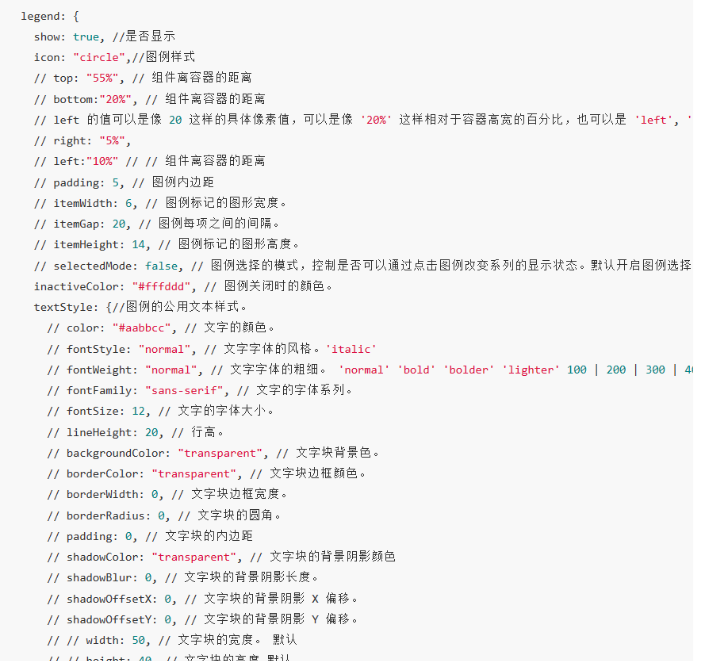 legend: {
show: true, //是否显示
icon: "circle",//图例样式
// top: "55%", // 组件离容器的距离
// bottom:"20%", // 组件离容器的距离
// left 的值可以是像 20 这样的具体像素值，可以是像 '20%' 这样相对于容器高宽的百分比，也可以是 'left', '
// right: "5%",
// left:"10%" // // 组件离容器的距离
// padding: 5, // 图例内边距
// itemWidth: 6, // 图例标记的图形宽度。
// itemGap: 20, // 图例每项之间的间隔。
// itemHeight: 14, // 图例标记的图形高度。
// selectedMode: false, // 图例选择的模式，控制是否可以通过点击图例改变系列的显示状态。默认开启图例选择
inactiveColor: "#fffddd", // 图例关闭时的颜色。
textStyle: {//图例的公用文本样式。
// color: "#aabbcc", // 文字的颜色。
// fontStyle: "normal", // 文字字体的风格。'italic'
// fontWeight: "normal", // 文字字体的粗细。 'normal' 'bold' 'bolder' 'lighter' 100 | 200 | 300 | 40
// fontFamily: "sans-serif", // 文字的字体系列。
// fontSize: 12, // 文字的字体大小。
// lineHeight: 20, // 行高。
// backgroundColor: "transparent", // 文字块背景色。
// borderColor: "transparent", // 文字块边框颜色。
// borderWidth: 0, // 文字块边框宽度。
// borderRadius: 0, // 文字块的圆角。
// padding: 0, // 文字块的内边距
// shadowColor: "transparent", // 文字块的背景阴影颜色
// shadowBlur: 0, // 文字块的背景阴影长度。
// shadowOffsetX: 0, // 文字块的背景阴影 X 偏移。
// shadowOffsetY: 0, // 文字块的背景阴影 Y 偏移。
// // width: 50, // 文字块的宽度。 默认
// // height: 40, // 文字块的高度 默认